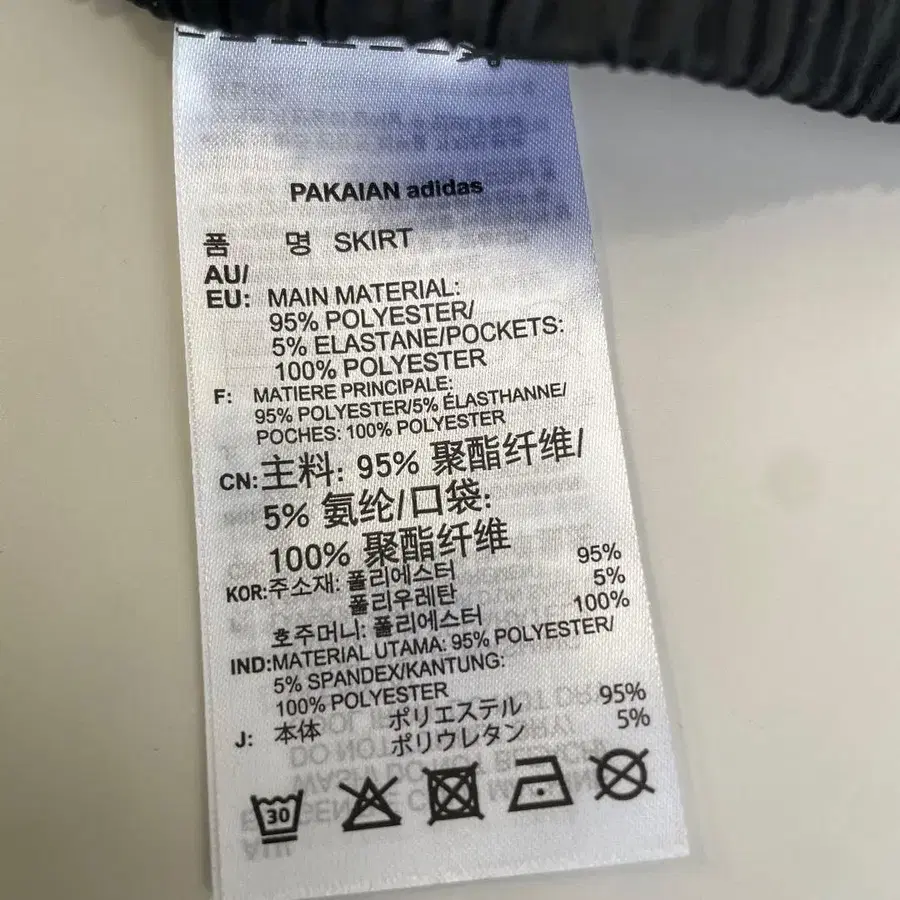 PAKAIAN adidas
품 명 SKIRT
AU/
EU: MAIN MATERIAL:
95% POLYESTER/
5% ELASTANE/POCKETS:
100% POLYESTER
F: MATIERE PRINCIPALE:
95% POLYESTER/5% ÉLASTHANNE/
POCHES: 100% POLYESTER
CN: 主料: 95% 聚酯纤维/
5% 氨纶/口袋:
100% 聚酯纤维
KOR: 주소재: 폴리에스터 95%
폴리우레탄 5%
호주머니: 폴리에스터 100%
IND: MATERIAL UTAMA: 95% POLYESTER/
5% SPANDEX/KANTUNG:
100% POLYESTER
J: 本体 ポリエステル 95%
ポリウレタン 5%
30